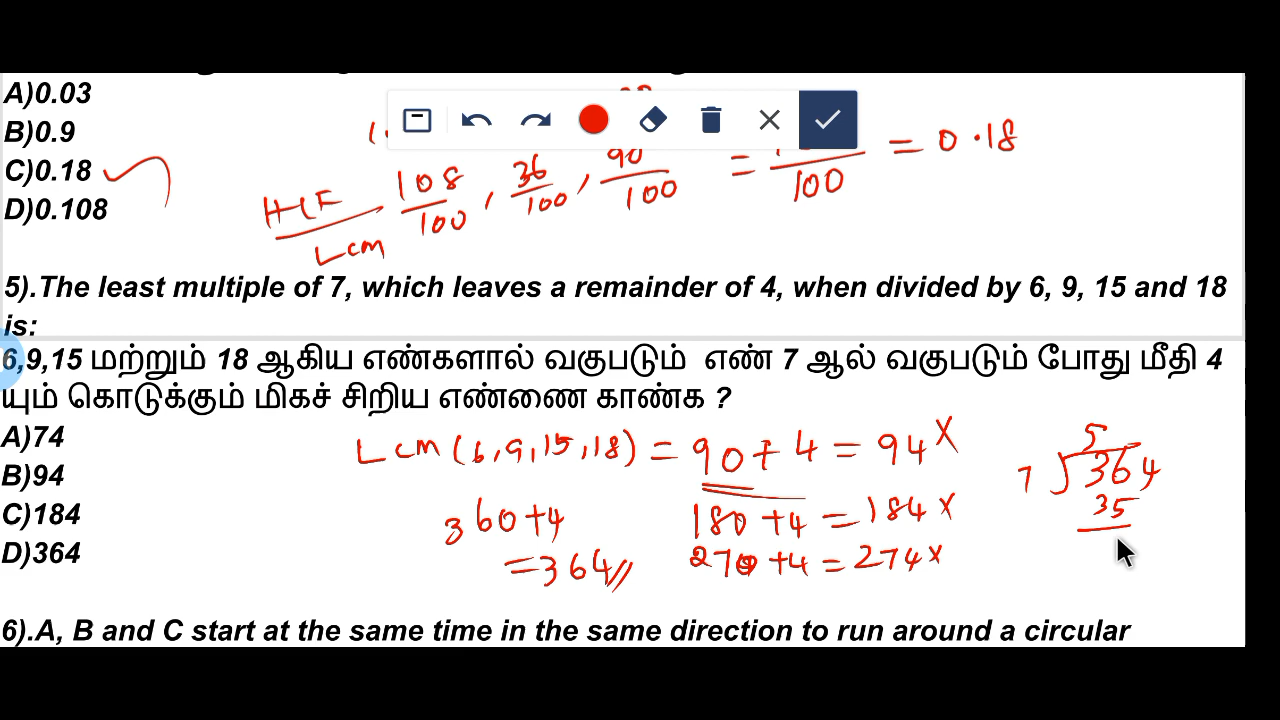 A)0.03
B)0.9
C)0.18
D)0.108
HCF 108/100, 36/100, 90/100 = /100 = 0.18
Lcm
5).The least multiple of 7, which leaves a remainder of 4, when divided by 6, 9, 15 and 18
is:
6,9,15 மற்றும் 18 ஆகிய எண்களால் வகுபடும் எண் 7 ஆல் வகுபடும் போது மீதி 4
யும் கொடுக்கும் மிகச் சிறிய எண்ணை காண்க ?
A)74
B)94
C)184
D)364
Lcm (6,9,15,18) = 90+4 = 94 x
180+4 = 184 x
270+4 = 274 x
360+4
=364//
5
7 364
35
6).A, B and C start at the same time in the same direction to run around a circular